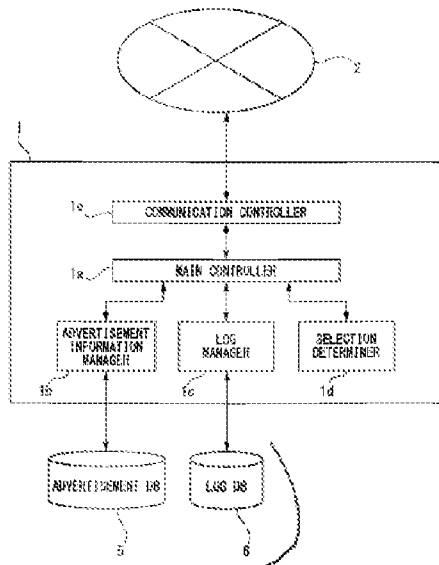 2
1
1e
COMMUNICATION CONTROLLER
1a
MAIN CONTROLLER
ADVERTISEMENT
INFORMATION
MANAGER
LOG
MANAGER
SELECTION
DETERMINER
1b
1c
1d
ADVERTISEMENT DB
LOG DB
5
6